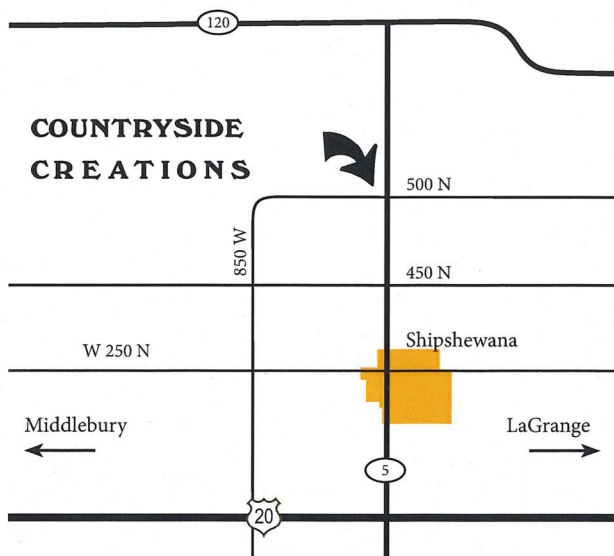 120
COUNTRYSIDE
CREATIONS
500 N
850 W
450 N
Shipshewana
W 250 N
Middlebury
LaGrange
5
20